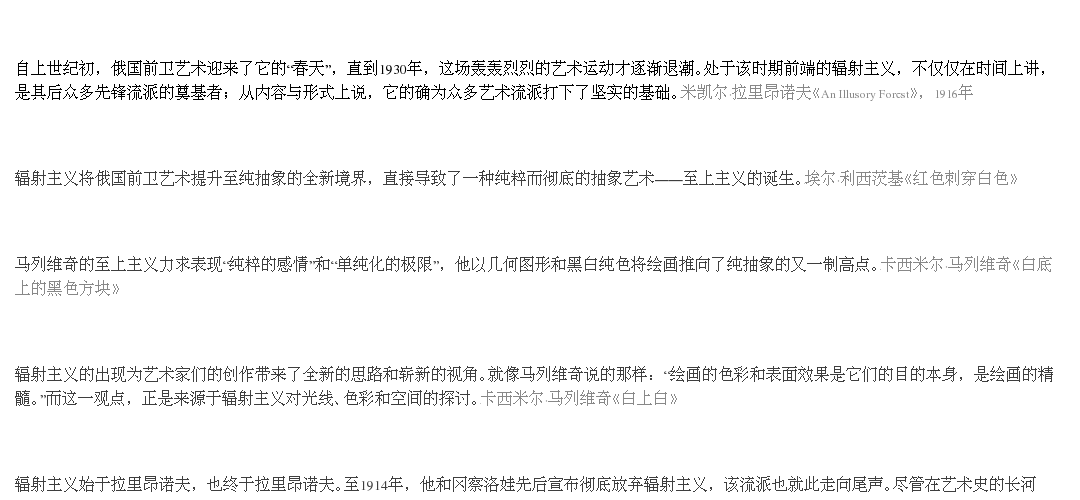 自上世纪初，俄国前卫艺术迎来了它的“春天”，直到1930年，这场轰轰烈烈的艺术运动才逐渐退潮。处于该时期前端的辐射主义，不仅仅在时间上讲，
是其后众多先锋流派的奠基者；从内容与形式上说，它的确为众多艺术流派打下了坚实的基础。米凯尔·拉里昂诺夫《An Illusory Forest》，1916年
辐射主义将俄国前卫艺术提升至纯抽象的全新境界，直接导致了一种纯粹而彻底的抽象艺术——至上主义的诞生。埃尔·利西茨基《红色刺穿白色》
马列维奇的至上主义力求表现“纯粹的感情”和“单纯化的极限”，他以几何图形和黑白纯色将绘画推向了纯抽象的又一制高点。卡西米尔·马列维奇《白底
上的黑色方块》
辐射主义的出现为艺术家们的创作带来了全新的思路和崭新的视角。就像马列维奇说的那样：“绘画的色彩和表面效果是它们的目的本身，是绘画的精
髓。”而这一观点，正是来源于辐射主义对光线、色彩和空间的探讨。卡西米尔·马列维奇《白上白》
辐射主义始于拉里昂诺夫，也终于拉里昂诺夫。至1914年，他和冈察洛娃先后宣布彻底放弃辐射主义，该流派也就此走向尾声。尽管在艺术史的长河